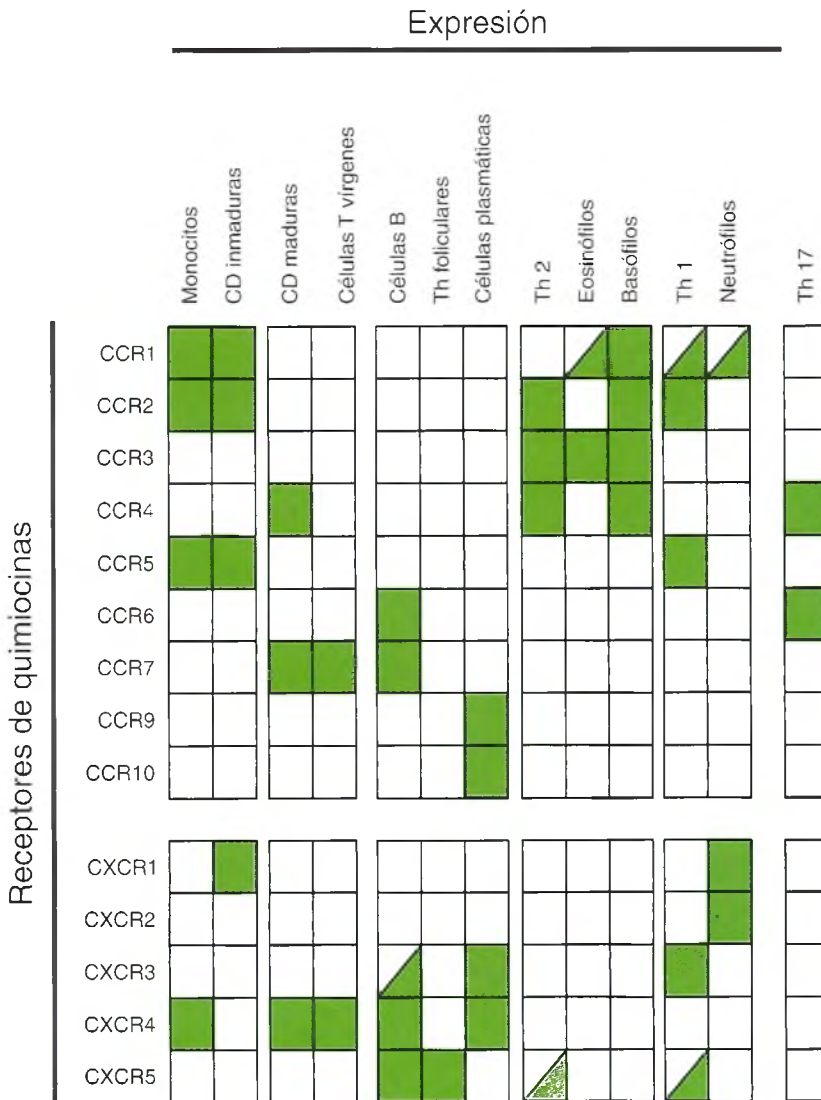 Expresión
Monocitos
CD inmaduras
CD maduras
Células T vírgenes
Células B
Th foliculares
Células plasmáticas
Th 2
Eosinófilos
Basófilos
Th 1
Neutrófilos
Th 17
Receptores de quimiocinas
CCR1
CCR2
CCR3
CCR4
CCR5
CCR6
CCR7
CCR9
CCR10
CXCR1
CXCR2
CXCR3
CXCR4
CXCR5